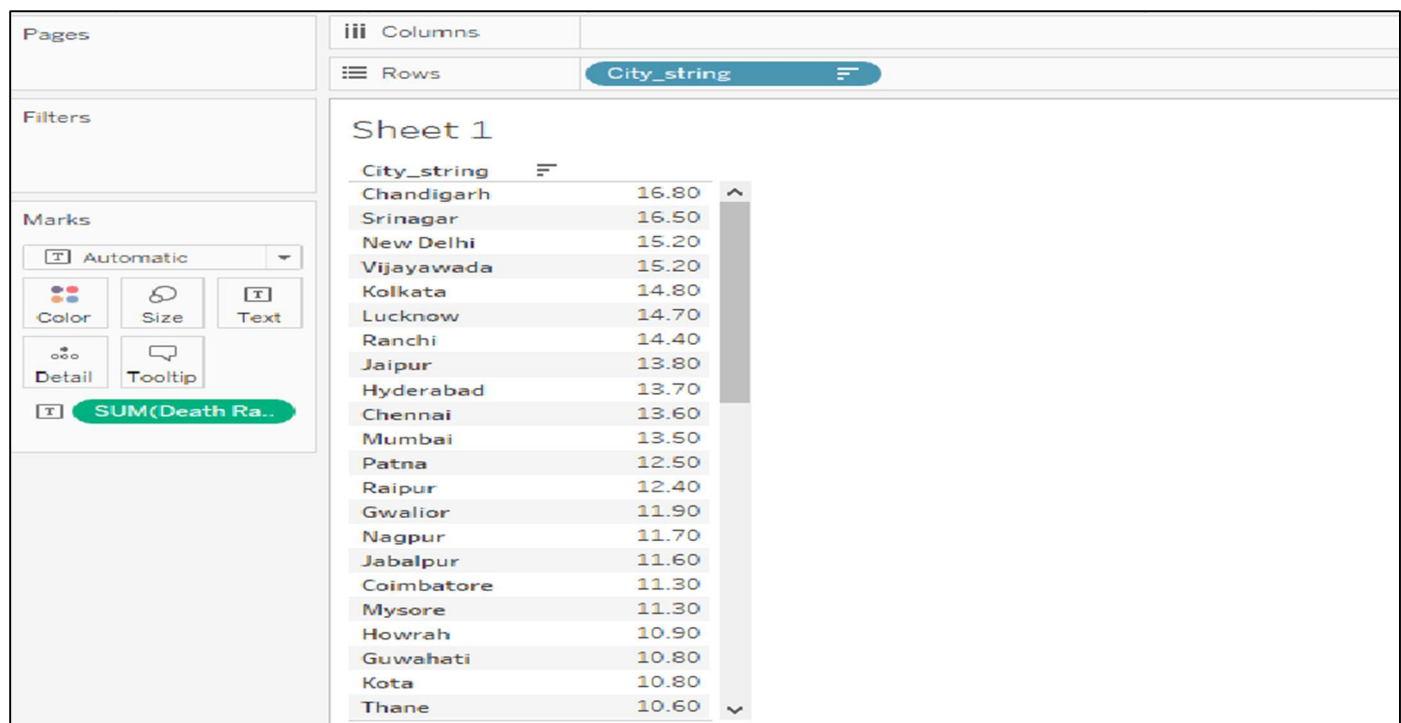 Pages
Columns
Rows
City_string
Filters
Sheet 1
City_string
Chandigarh 16.80
Srinagar 16.50
New Delhi 15.20
Vijayawada 15.20
Kolkata 14.80
Lucknow 14.70
Ranchi 14.40
Jaipur 13.80
Hyderabad 13.70
Chennai 13.60
Mumbai 13.50
Patna 12.50
Raipur 12.40
Gwalior 11.90
Nagpur 11.70
Jabalpur 11.60
Coimbatore 11.30
Mysore 11.30
Howrah 10.90
Guwahati 10.80
Kota 10.80
Thane 10.60
Marks
T Automatic
Color Size T Text
Detail Tooltip
T SUM(Death Ra..